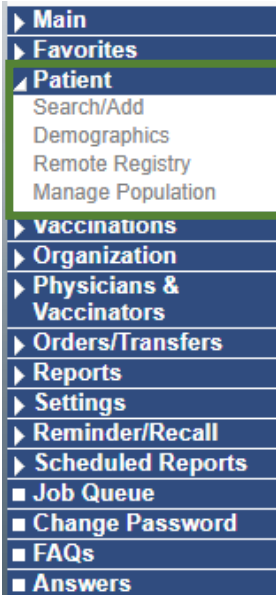 Main
Favorites
Patient
Search/Add
Demographics
Remote Registry
Manage Population
Vaccinations
Organization
Physicians &
Vaccinators
Orders/Transfers
Reports
Settings
Reminder/Recall
Scheduled Reports
Job Queue
Change Password
FAQs
Answers